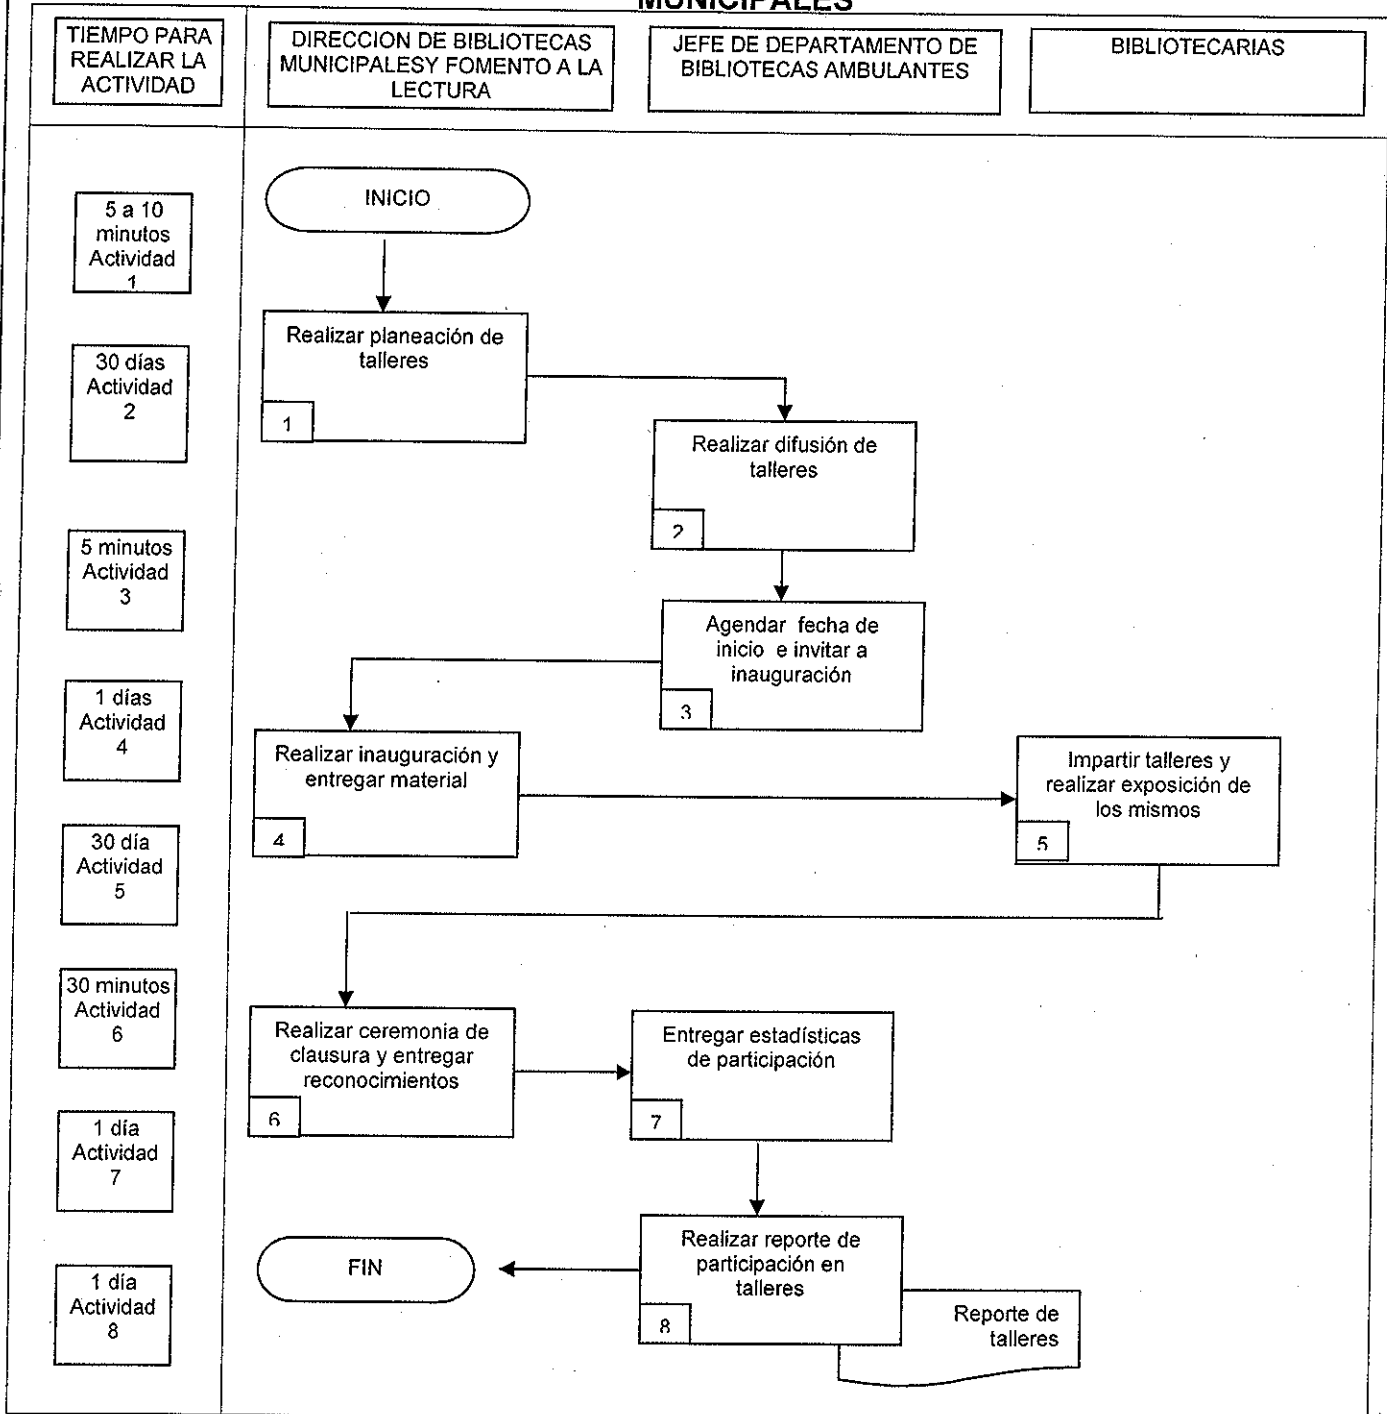 MUNICIPALES
TIEMPO PARA
REALIZAR LA
ACTIVIDAD
DIRECCION DE BIBLIOTECAS
MUNICIPALESY FOMENTO A LA
LECTURA
JEFE DE DEPARTAMENTO DE
BIBLIOTECAS AMBULANTES
BIBLIOTECARIAS
5 a 10
minutos
Actividad
1
INICIO
Realizar planeación de
talleres
1
30 días
Actividad
2
Realizar difusión de
talleres
2
5 minutos
Actividad
3
Agendar fecha de
inicio e invitar a
inauguración
3
1 días
Actividad
4
Realizar inauguración y
entregar material
4
Impartir talleres y
realizar exposición de
los mismos
5
30 día
Actividad
5
30 minutos
Actividad
6
Realizar ceremonia de
clausura y entregar
reconocimientos
6
Entregar estadísticas
de participación
7
1 día
Actividad
7
FIN
Realizar reporte de
participación en
talleres
8
1 día
Actividad
8
Reporte de
talleres